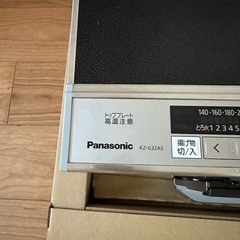 トッププレート
高温注意
140・160・180・2
とろ火 1 2 3 4 5
Panasonic KZ-G32AS
揚げ物
切/入